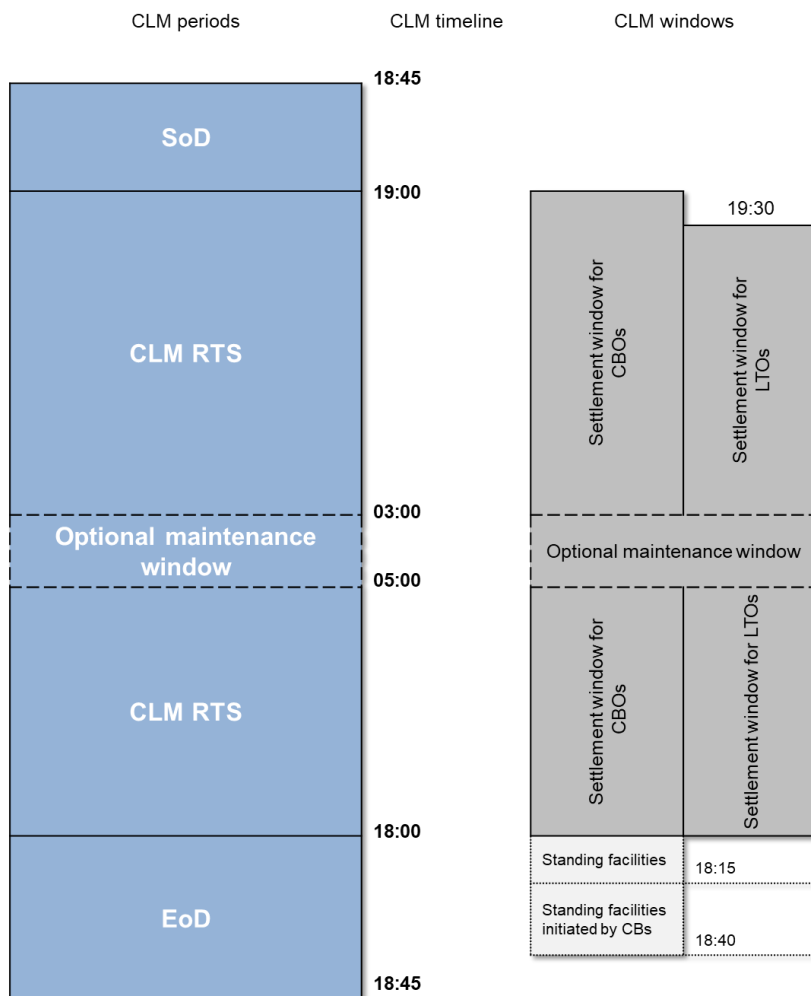 CLM periods
CLM timeline
CLM windows
18:45
SoD
19:00
19:30
CLM RTS
Settlement window for
CBOs
Settlement window for
LTOs
03:00
Optional maintenance
window
Optional maintenance window
05:00
CLM RTS
Settlement window for
CBOs
Settlement window for LTOs
18:00
Standing facilities
18:15
EoD
Standing facilities
initiated by CBs
18:40
18:45